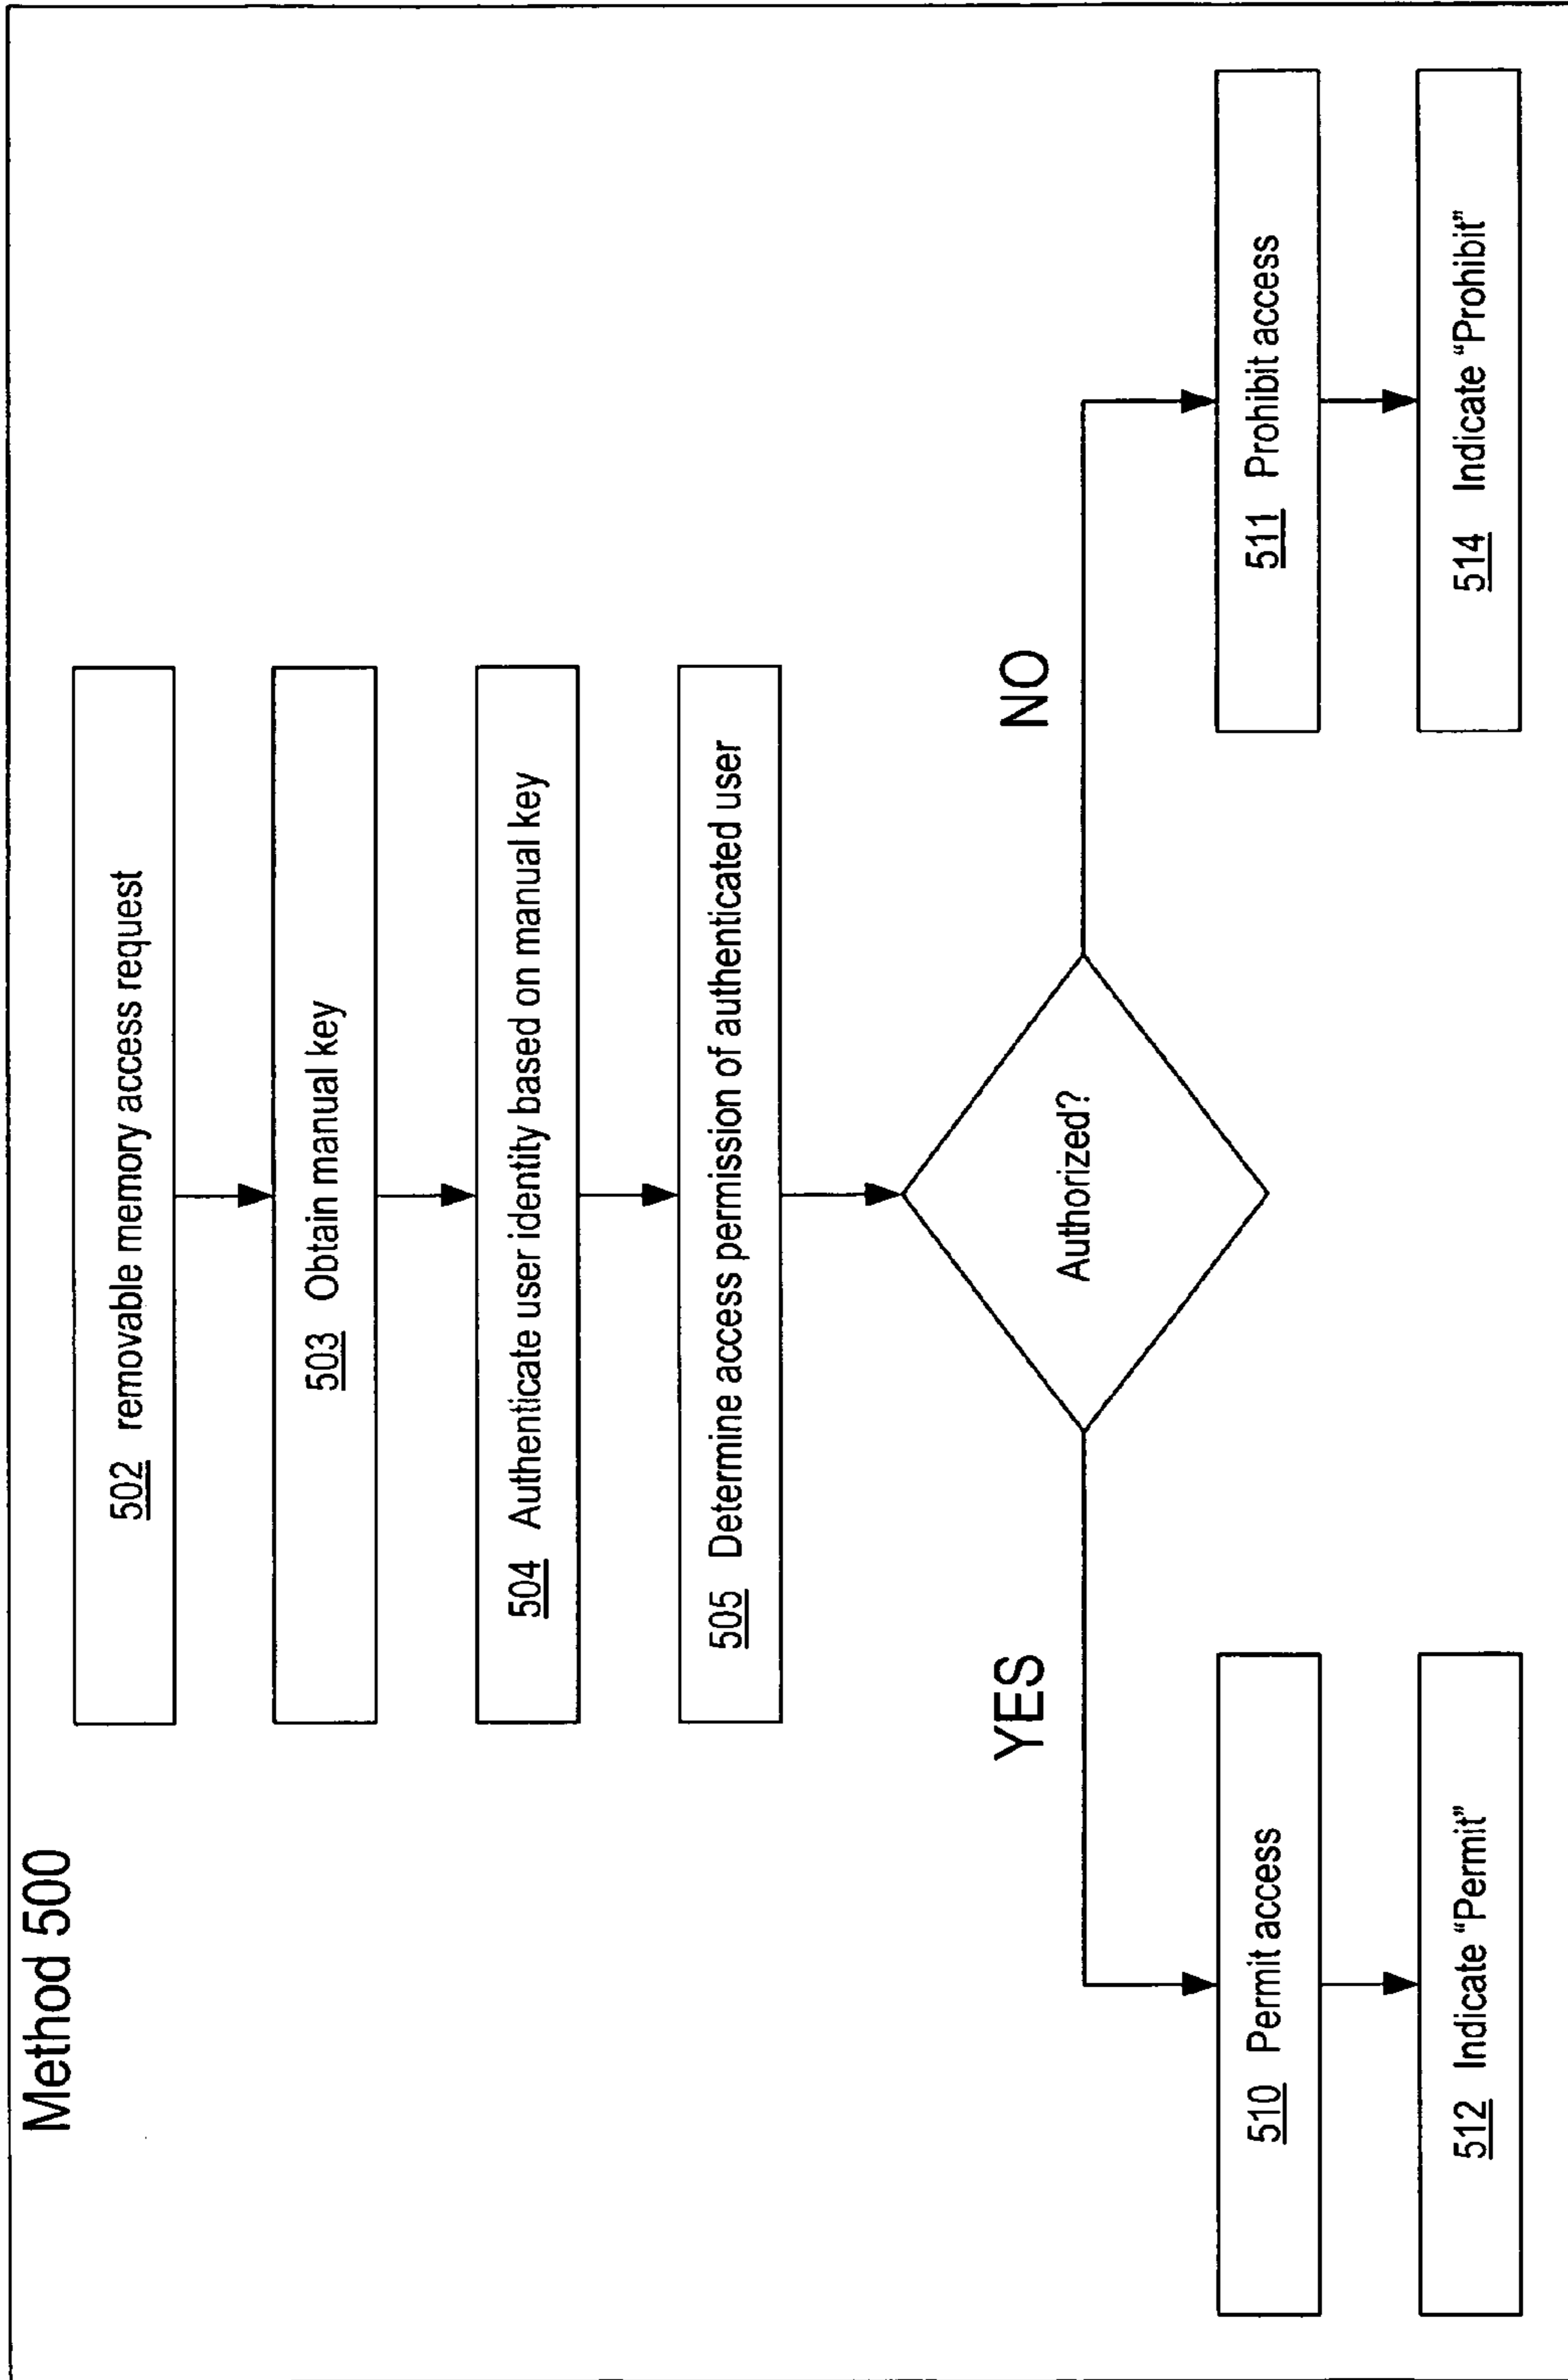 Method 500
502 removable memory access request
503 Obtain manual key
504 Authenticate user identity based on manual key
505 Determine access permission of authenticated user
Authorized?
YES
NO
510 Permit access
511 Prohibit access
512 Indicate “Permit”
514 Indicate “Prohibit”